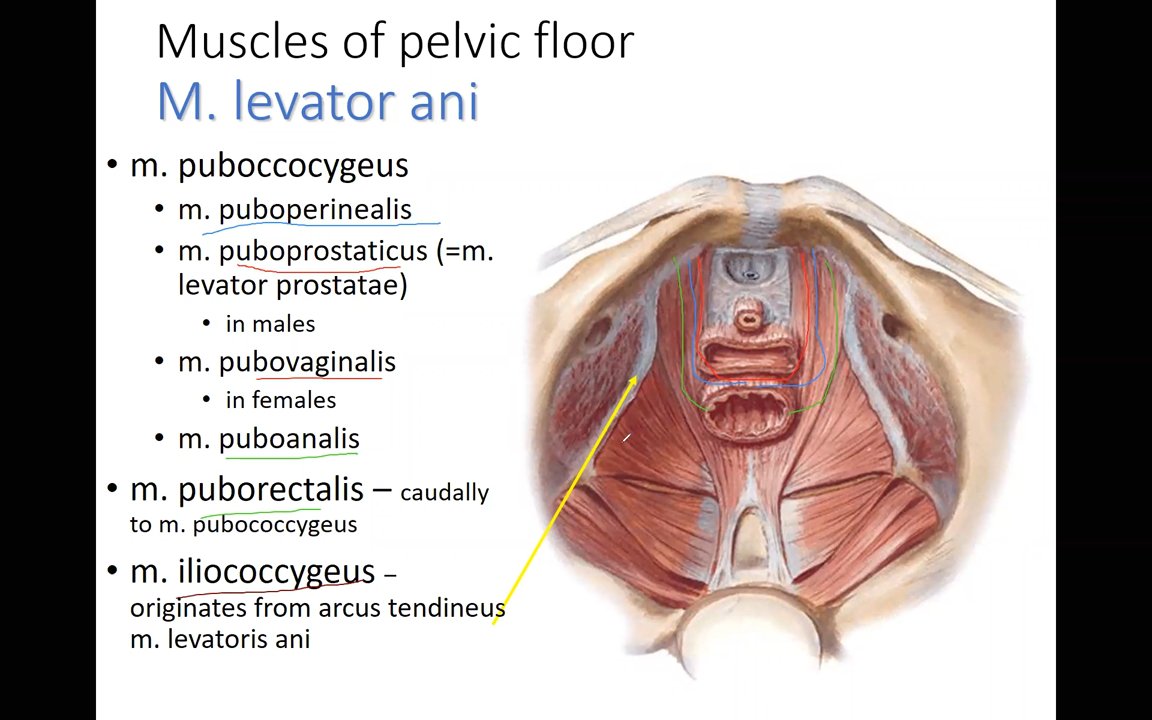 Muscles of pelvic floor
M. levator ani
• m. puboccocygeus
• m. puboperinealis
• m. puboprostaticus (=m.
levator prostatae)
• in males
• m. pubovaginalis
• in females
• m. puboanalis
• m. puborectalis – caudally
to m. pubococcygeus
• m. iliococcygeus –
originates from arcus tendineus
m. levatoris ani